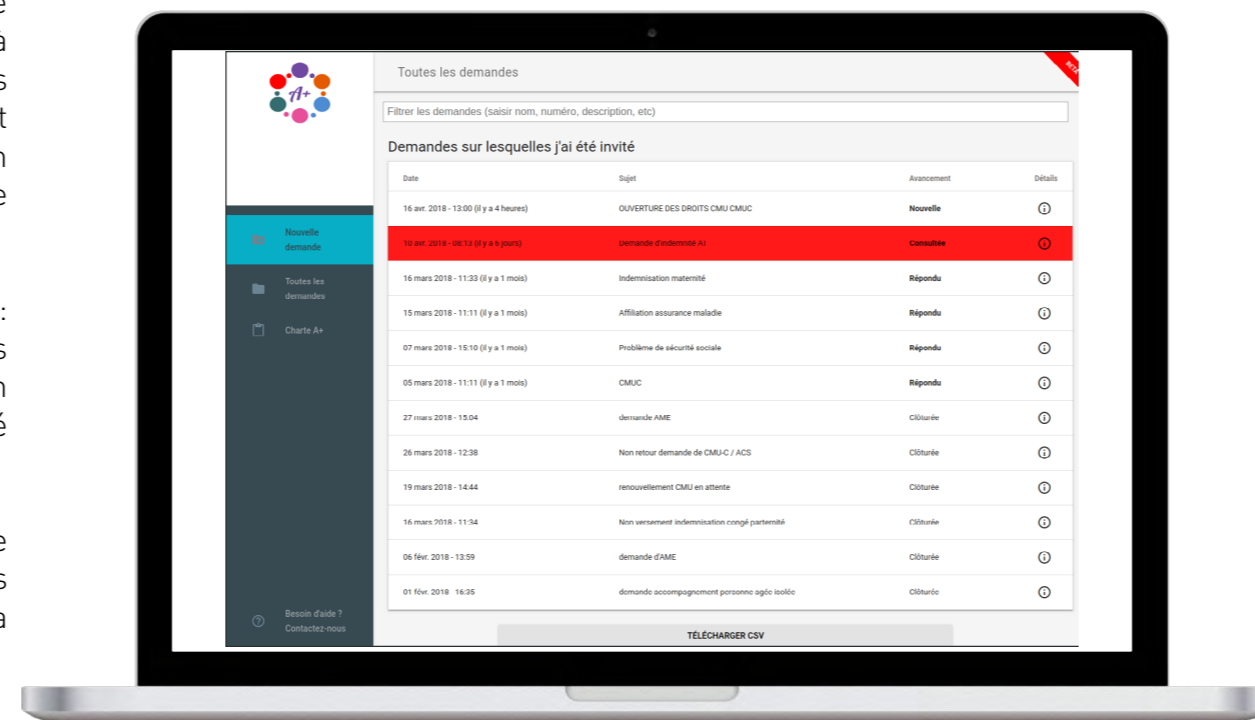 e
à
s
t
n
e
:
s
n
é
e
s
a
A+
Nouvelle
demande
Toutes les
demandes
Charte A+
Besoin d'aide ?
Contactez-nous
Toutes les demandes
BETA
Filtrer les demandes (saisir nom, numéro, description, etc)
Demandes sur lesquelles j'ai été invité
Date Sujet Avancement Détails
16 avr. 2018 - 13:00 (il y a 4 heures) OUVERTURE DES DROITS CMU CMUC Nouvelle
10 avr. 2018 - 08:13 (il y a 6 jours) Demande d'indemnité AT Consultée
16 mars 2018 - 11:33 (il y a 1 mois) Indemnisation maternité Répondu
15 mars 2018 - 11:11 (il y a 1 mois) Affiliation assurance maladie Répondu
07 mars 2018 - 15:10 (il y a 1 mois) Problème de sécurité sociale Répondu
05 mars 2018 - 11:11 (il y a 1 mois) CMUC Répondu
27 mars 2018 - 15:04 demande AME Clôturée
26 mars 2018 - 12:38 Non retour demande de CMU-C / ACS Clôturée
19 mars 2018 - 14:44 renouvellement CMU en attente Clôturée
16 mars 2018 - 11:34 Non versement indemnisation congé parternité Clôturée
06 févr. 2018 - 13:59 demande d'AME Clôturée
01 févr. 2018 16:35 demande accompagnement personne agée isolée Clôturée
TÉLÉCHARGER CSV